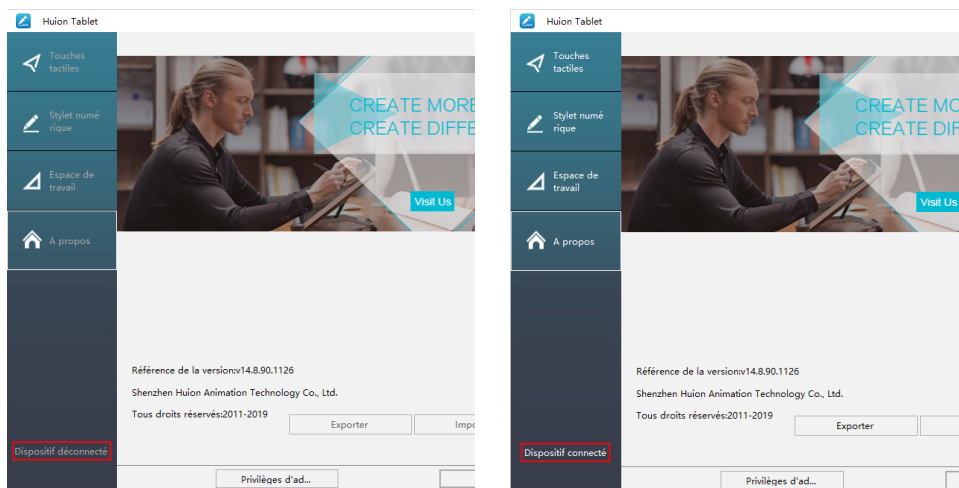 Huion Tablet
Touches
tactiles
Stylet numé
rique
Espace de
travail
A propos
CREATE MORE
CREATE DIFFE
Visit Us
Référence de la version:v14.8.90.1126
Shenzhen Huion Animation Technology Co., Ltd.
Tous droits réservés:2011-2019
Exporter
Impo
Dispositif déconnecté
Privilèges d'ad...
Huion Tablet
Touches
tactiles
Stylet numé
rique
Espace de
travail
A propos
CREATE MO
CREATE DIF
Visit Us
Référence de la version:v14.8.90.1126
Shenzhen Huion Animation Technology Co., Ltd.
Tous droits réservés:2011-2019
Exporter
Dispositif connecté
Privilèges d'ad...